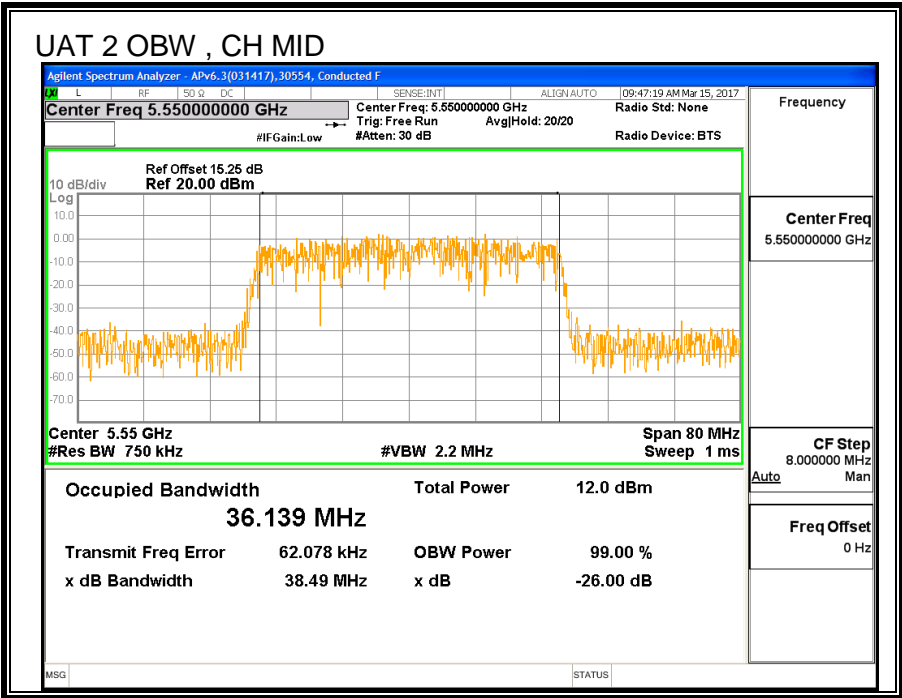 UAT 2 OBW , CH MID
Agilent Spectrum Analyzer - APv6.3(031417),30554, Conducted F
LXI L RF 50 Ω DC SENSE:INT ALIGN AUTO 09:47:19 AM Mar 15, 2017
Center Freq 5.550000000 GHz
Center Freq: 5.550000000 GHz Radio Std: None
Trig: Free Run Avg|Hold: 20/20
#IFGain:Low #Atten: 30 dB Radio Device: BTS
Ref Offset 15.25 dB
10 dB/div Ref 20.00 dBm
Log
10.0
0.00
-10.0
-20.0
-30.0
-40.0
-50.0
-60.0
-70.0
Center 5.55 GHz Span 80 MHz
#Res BW 750 kHz #VBW 2.2 MHz Sweep 1 ms
Occupied Bandwidth Total Power 12.0 dBm
36.139 MHz
Transmit Freq Error 62.078 kHz OBW Power 99.00 %
x dB Bandwidth 38.49 MHz x dB -26.00 dB
Frequency
Center Freq
5.550000000 GHz
CF Step
8.000000 MHz
Auto Man
Freq Offset
0 Hz
MSG STATUS